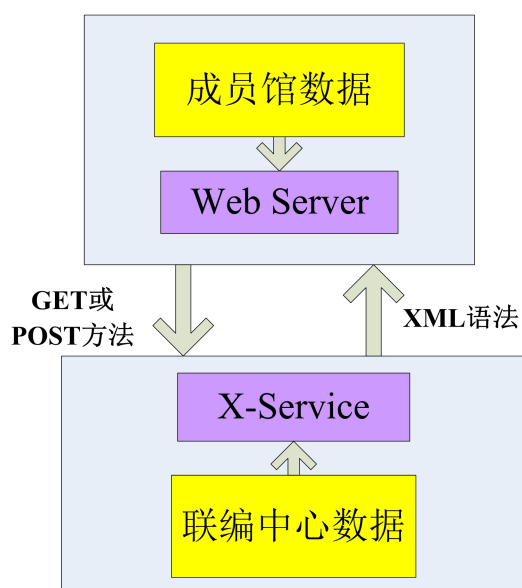 成员馆数据
Web Server
GET或
POST方法
XML语法
X-Service
联编中心数据